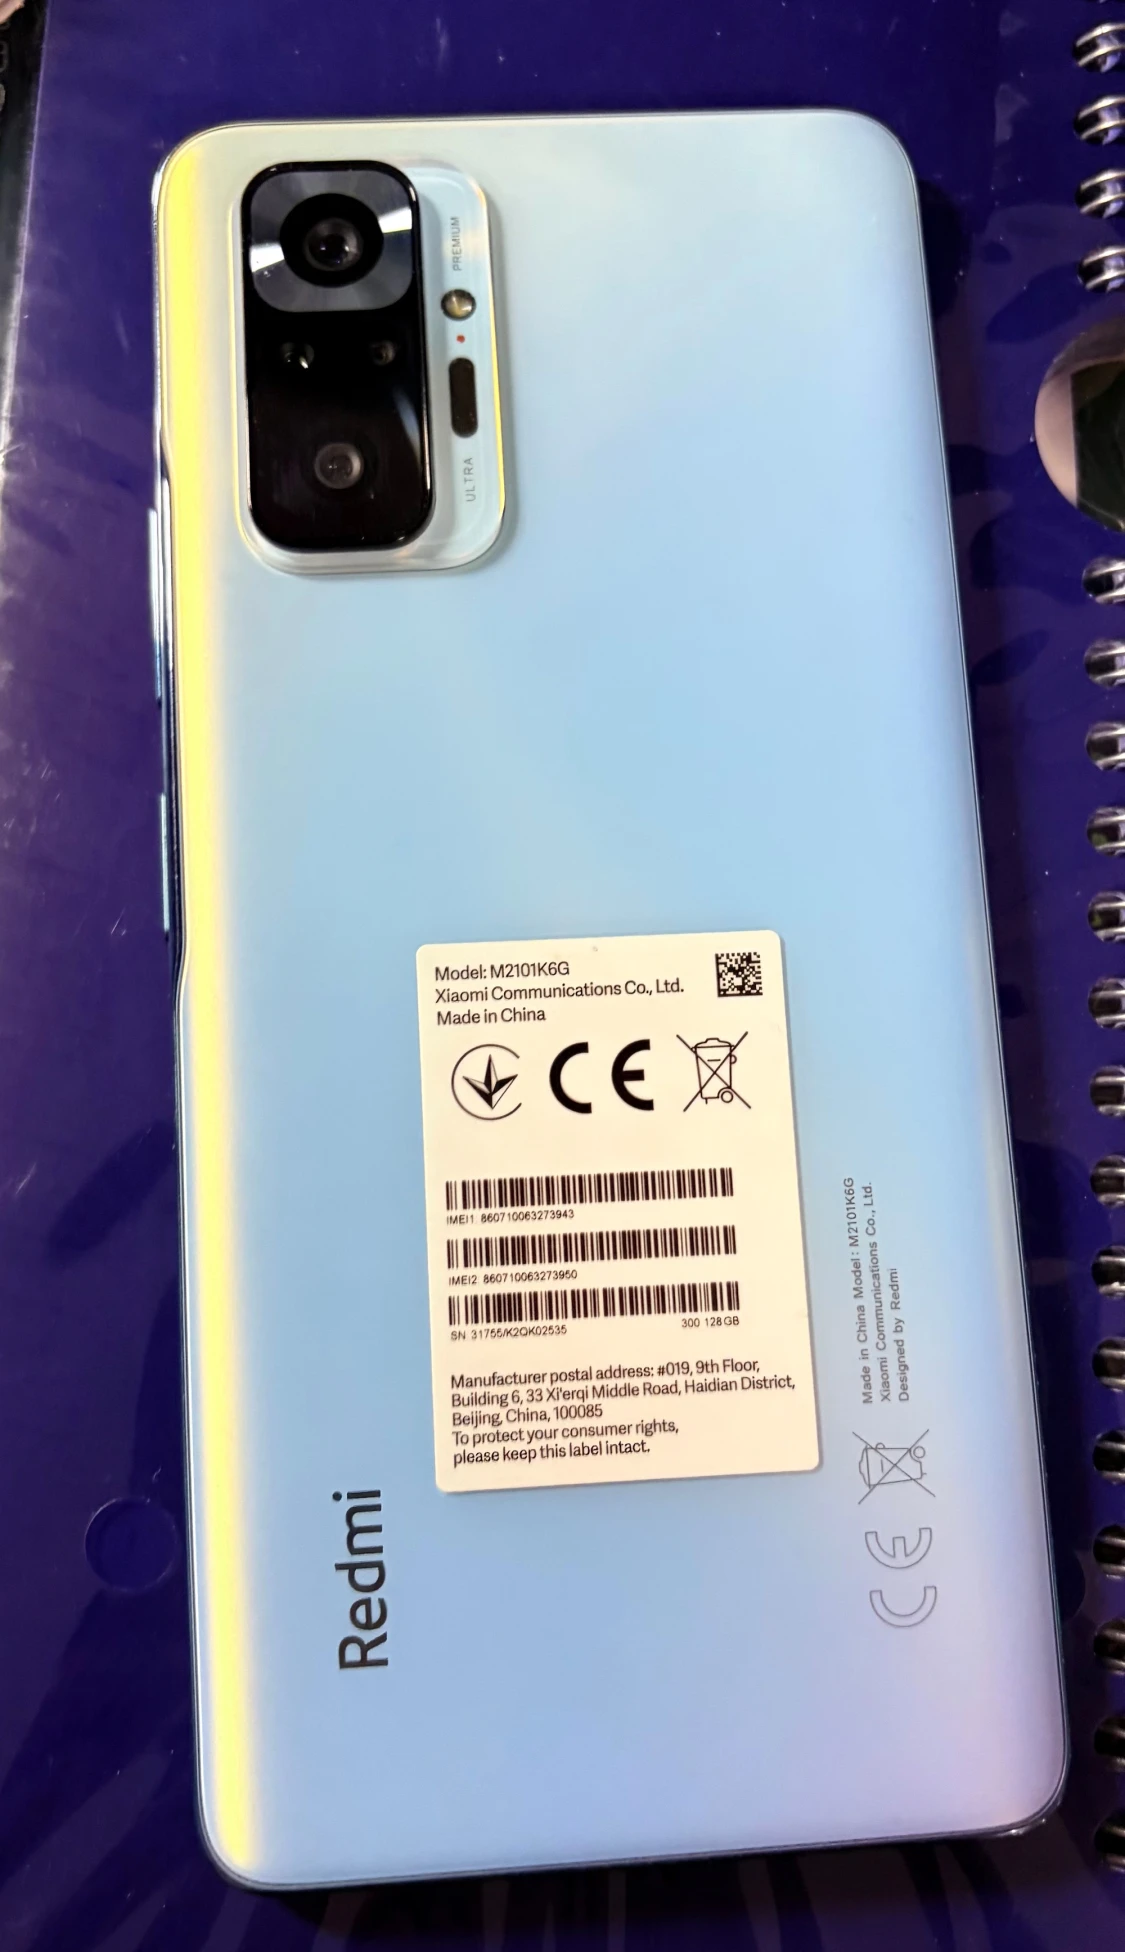 PREMIUM
ULTRA
Model: M2101K6G
Xiaomi Communications Co., Ltd.
Made in China
CE
IMEI1 860710063273943
IMEI2 860710063273950
SN 31755/K2QK02535 300 128GB
Manufacturer postal address: #019, 9th Floor,
Building 6, 33 Xi'erqi Middle Road, Haidian District,
Beijing, China, 100085
To protect your consumer rights,
please keep this label intact.
Redmi
Made in China Model: M2101K6G
Xiaomi Communications Co., Ltd.
Designed by Redmi
CE